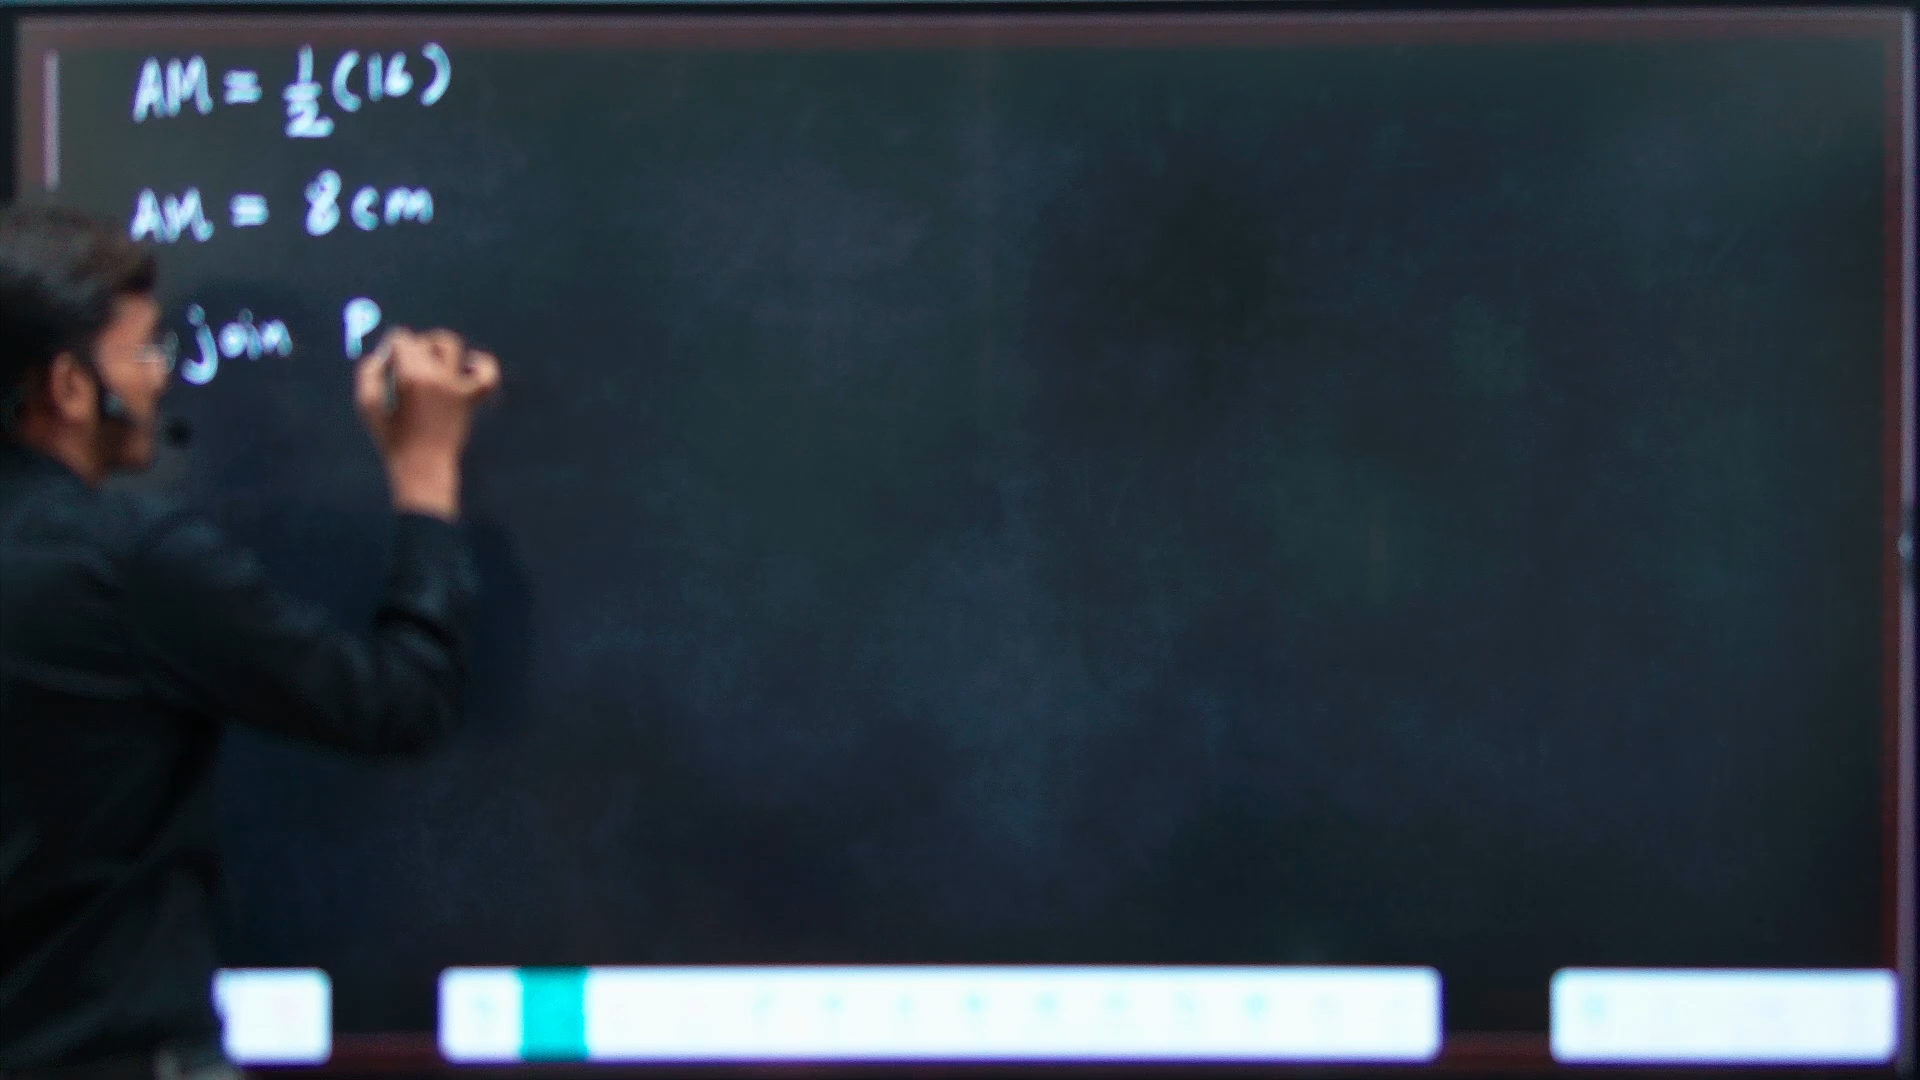 AM = 1/2 (16)
AM = 8 cm
join P